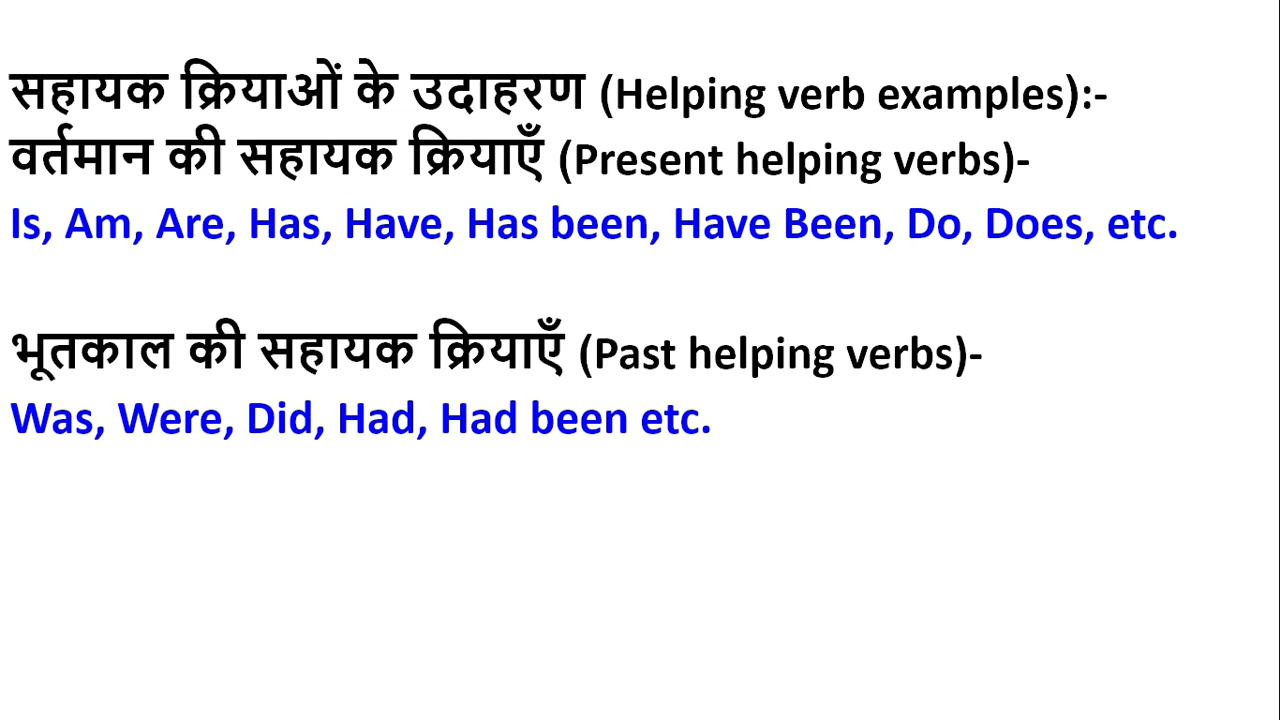 सहायक क्रियाओं के उदाहरण (Helping verb examples):-
वर्तमान की सहायक क्रियाएँ (Present helping verbs)-
Is, Am, Are, Has, Have, Has been, Have Been, Do, Does, etc.
भूतकाल की सहायक क्रियाएँ (Past helping verbs)-
Was, Were, Did, Had, Had been etc.